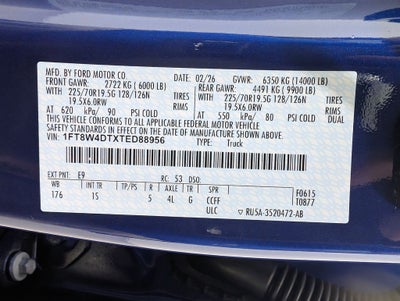 MFD. BY FORD MOTOR CO.
02/26 GVWR: 6350 KG (14000 LB)
FRONT GAWR: 2722 KG ( 6000 LB) REAR GAWR: 4491 KG ( 9900 LB)
WITH WITH
225/70R19.5G 128/126N 225/70R19.5G 128/126N
19.5X6.0RW 19.5X6.0RW
AT 620 kPa/ 90 PSI COLD AT 550 kPa/ 80 PSI COLD DUAL
THIS VEHICLE CONFORMS TO ALL APPLICABLE FEDERAL MOTOR VEHICLE
SAFETY STANDARDS IN EFFECT ON THE DATE OF MANUFACTURE SHOWN ABOVE.
VIN: 1FT8W4DTXTED88956 TYPE: Truck
EXT PNT: E9 RC: 53 DSO:
WB INT TR TP/PS R AXLE TR SPR F0615
176 1S 5 4L G CCFF T0877
ULC RU5A-3520472-AB